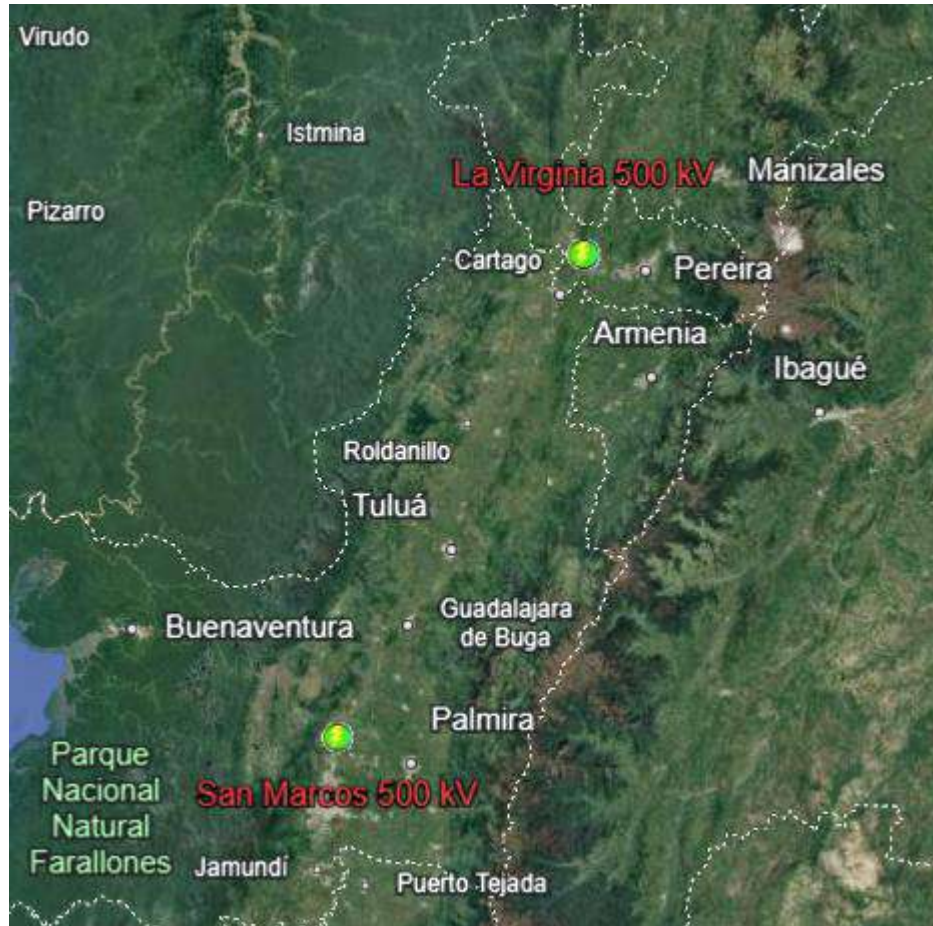 Virudo
Istmina
La Virginia 500 kV
Manizales
Pizarro
Cartago
Pereira
Armenia
Ibagué
Roldanillo
Tuluá
Guadalajara
de Buga
Buenaventura
Palmira
Parque
Nacional
Natural
Farallones
San Marcos 500 kV
Jamundí
Puerto Tejada